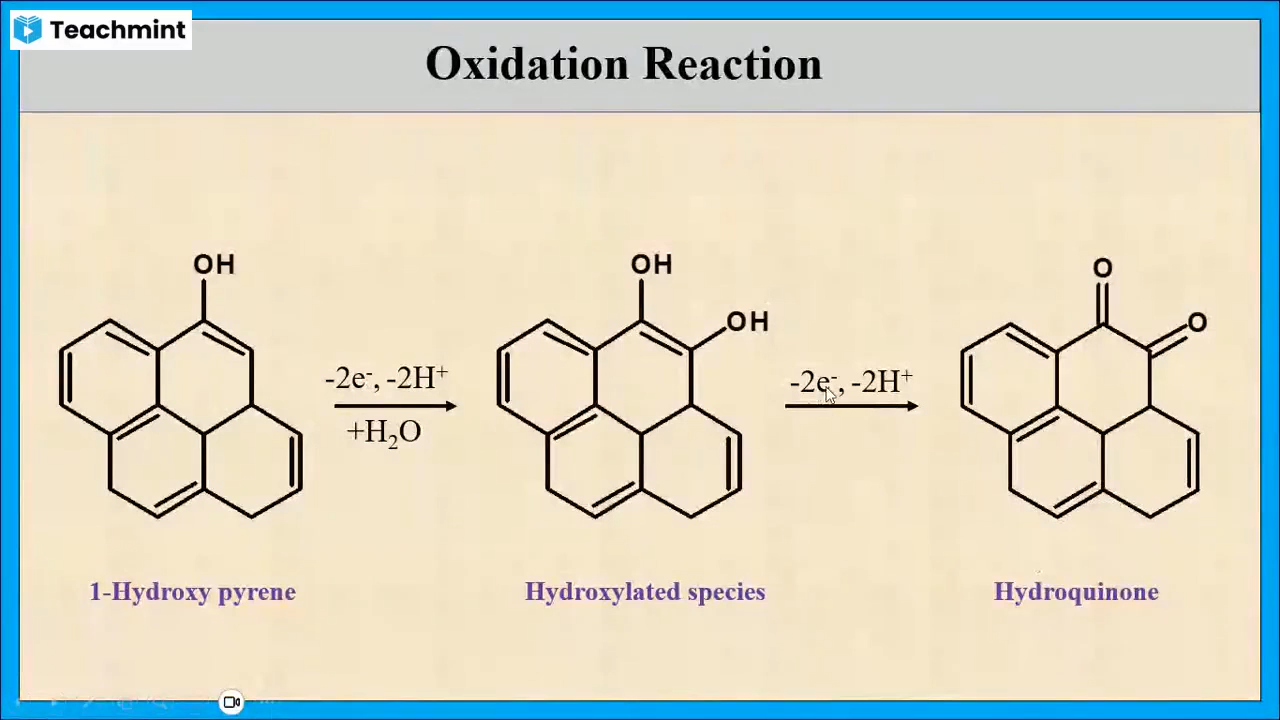 Teachmint
Oxidation Reaction
OH
OH
OH
O
O
-2e⁻, -2H⁺
+H₂O
-2e⁻, -2H⁺
1-Hydroxy pyrene
Hydroxylated species
Hydroquinone